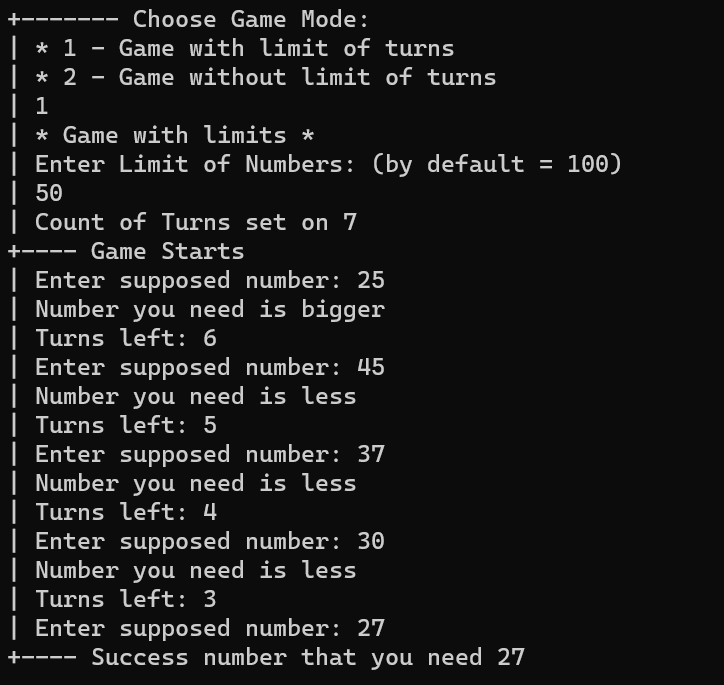 +------- Choose Game Mode:
| * 1 - Game with limit of turns
| * 2 - Game without limit of turns
| 1
| * Game with limits *
| Enter Limit of Numbers: (by default = 100)
| 50
| Count of Turns set on 7
+---- Game Starts
| Enter supposed number: 25
| Number you need is bigger
| Turns left: 6
| Enter supposed number: 45
| Number you need is less
| Turns left: 5
| Enter supposed number: 37
| Number you need is less
| Turns left: 4
| Enter supposed number: 30
| Number you need is less
| Turns left: 3
| Enter supposed number: 27
+---- Success number that you need 27